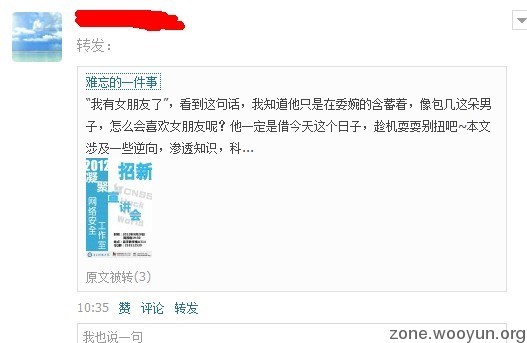 转发：
难忘的一件事
“我有女朋友了”，看到这句话，我知道他只是在委婉的含蓄着，像包几这朵男
子，怎么会喜欢女朋友呢？他一定是借今天这个日子，趁机耍耍别扭吧~本文
涉及一些逆向，渗透知识，科...
2012
凝聚
网络安全
工作室
招新
宣讲会
CNBS
Hack
World
原文被转(3)
10:35 赞 评论 转发
我也说一句
zone.wooyun.org